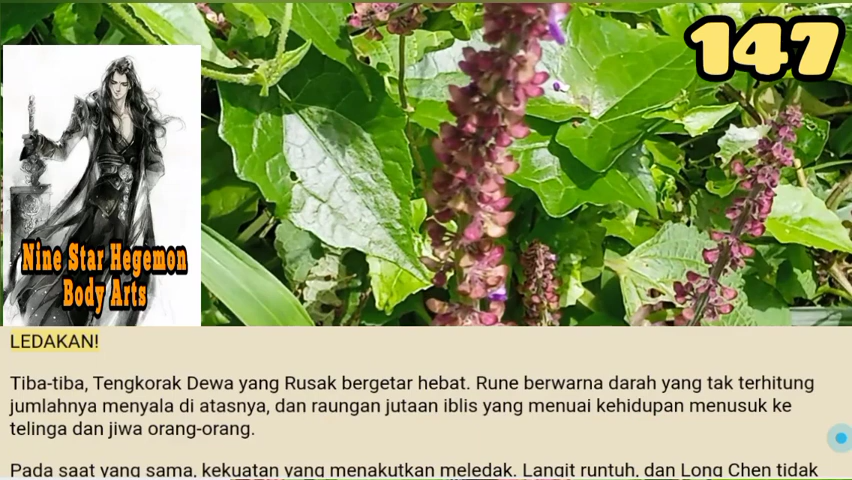 147
Nine Star Hegemon
Body Arts
LEDAKAN!
Tiba-tiba, Tengkorak Dewa yang Rusak bergetar hebat. Rune berwarna darah yang tak terhitung
jumlahnya menyala di atasnya, dan raungan jutaan iblis yang menuai kehidupan menusuk ke
telinga dan jiwa orang-orang.
Pada saat yang sama, kekuatan yang menakutkan meledak. Langit runtuh, dan Long Chen tidak